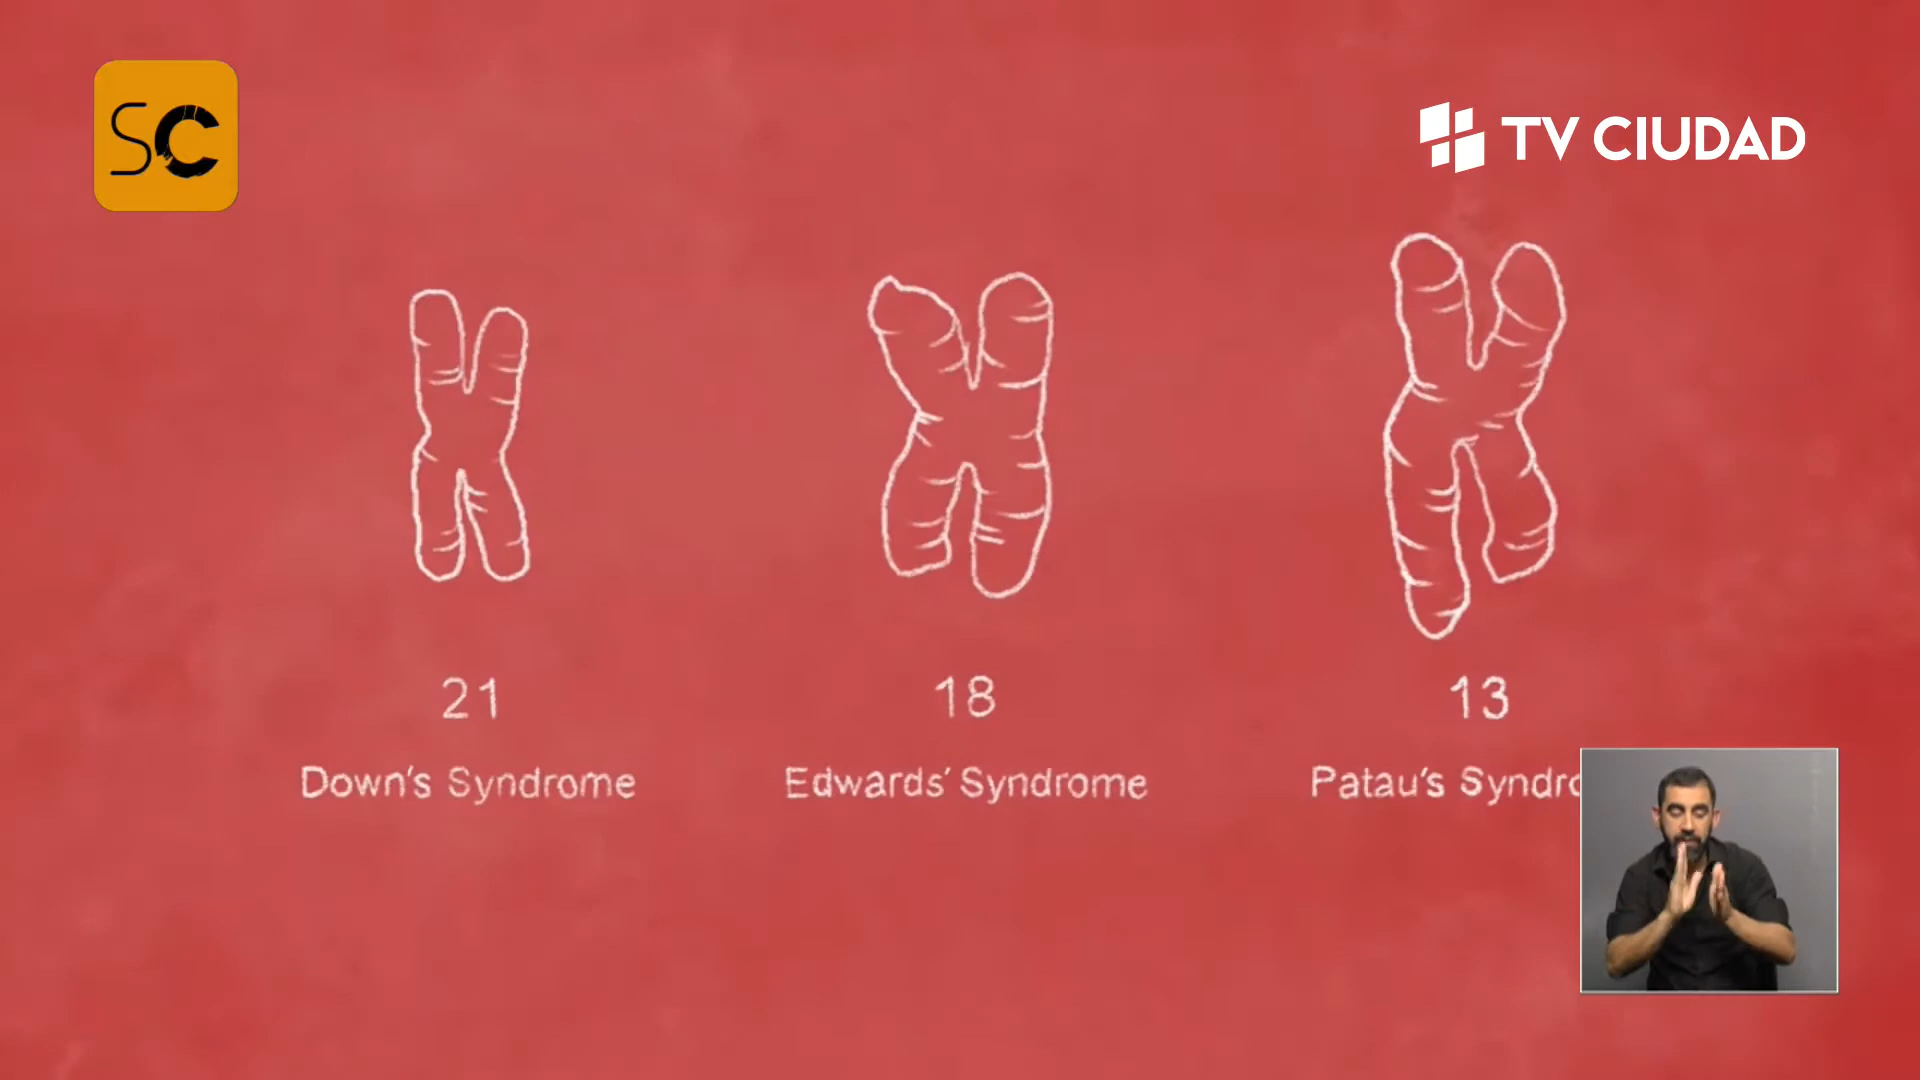 SC
TV CIUDAD
21
18
13
Down's Syndrome
Edwards' Syndrome
Patau's Syndro